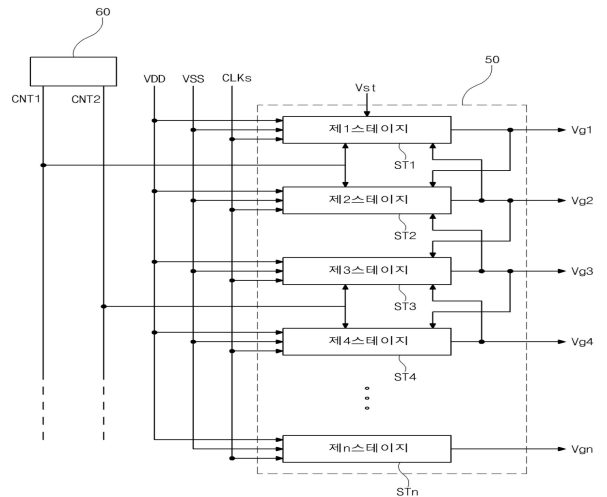 60
CNT1
CNT2
VDD
VSS
CLKs
50
Vst
제1스테이지
Vg1
ST1
제2스테이지
Vg2
ST2
제3스테이지
Vg3
ST3
제4스테이지
Vg4
ST4
제n스테이지
Vgn
STn